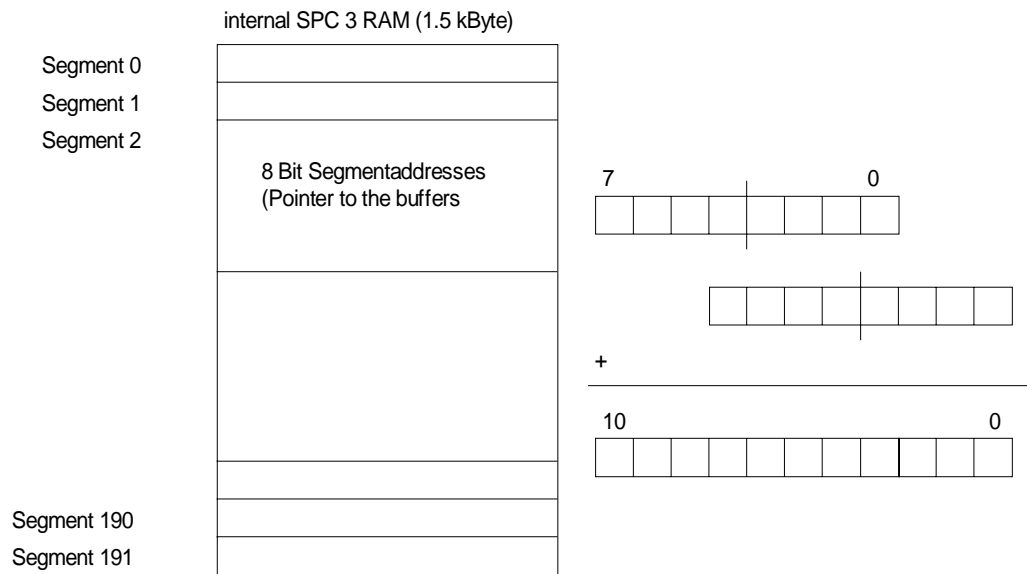 internal SPC 3 RAM (1.5 kByte)
Segment 0
Segment 1
Segment 2
8 Bit Segmentaddresses
(Pointer to the buffers
7 0
+
10 0
Segment 190
Segment 191